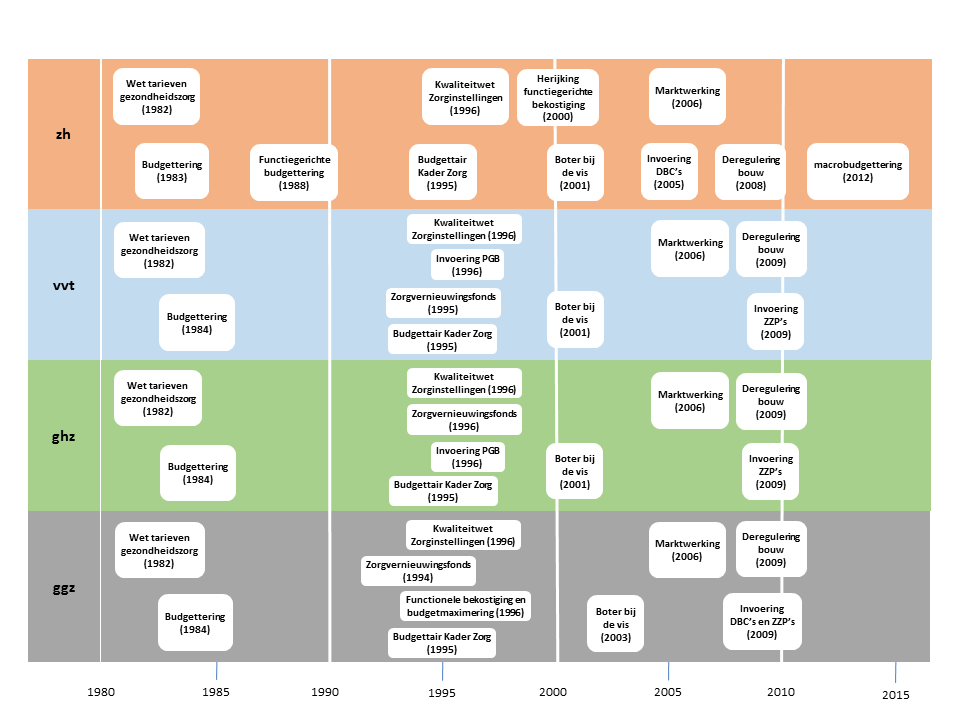 zh
Wet tarieven
gezondheidszorg
(1982)
Kwaliteitwet
Zorginstellingen
(1996)
Herijking
functiegerichte
bekostiging
(2000)
Marktwerking
(2006)
Budgettering
(1983)
Functiegerichte
budgettering
(1988)
Budgettair
Kader Zorg
(1995)
Boter bij
de vis
(2001)
Invoering
DBC's
(2005)
Deregulering
bouw
(2008)
macrobudgettering
(2012)
vvt
Wet tarieven
gezondheidszorg
(1982)
Budgettering
(1984)
Kwaliteitwet
Zorginstellingen (1996)
Invoering PGB
(1996)
Zorgvernieuwingsfonds
(1995)
Budgettair Kader Zorg
(1995)
Boter bij
de vis
(2001)
Marktwerking
(2006)
Deregulering
bouw
(2009)
Invoering
ZZP's
(2009)
ghz
Wet tarieven
gezondheidszorg
(1982)
Budgettering
(1984)
Kwaliteitwet
Zorginstellingen (1996)
Zorgvernieuwingsfonds
(1996)
Invoering PGB
(1996)
Budgettair Kader Zorg
(1995)
Boter bij
de vis
(2001)
Marktwerking
(2006)
Deregulering
bouw
(2009)
Invoering
ZZP's
(2009)
ggz
Wet tarieven
gezondheidszorg
(1982)
Budgettering
(1984)
Kwaliteitwet
Zorginstellingen (1996)
Zorgvernieuwingsfonds
(1994)
Functionele bekostiging en
budgetmaximering (1996)
Budgettair Kader Zorg
(1995)
Boter bij
de vis
(2003)
Marktwerking
(2006)
Deregulering
bouw
(2009)
Invoering
DBC's en ZZP's
(2009)
1980 1985 1990 1995 2000 2005 2010 2015